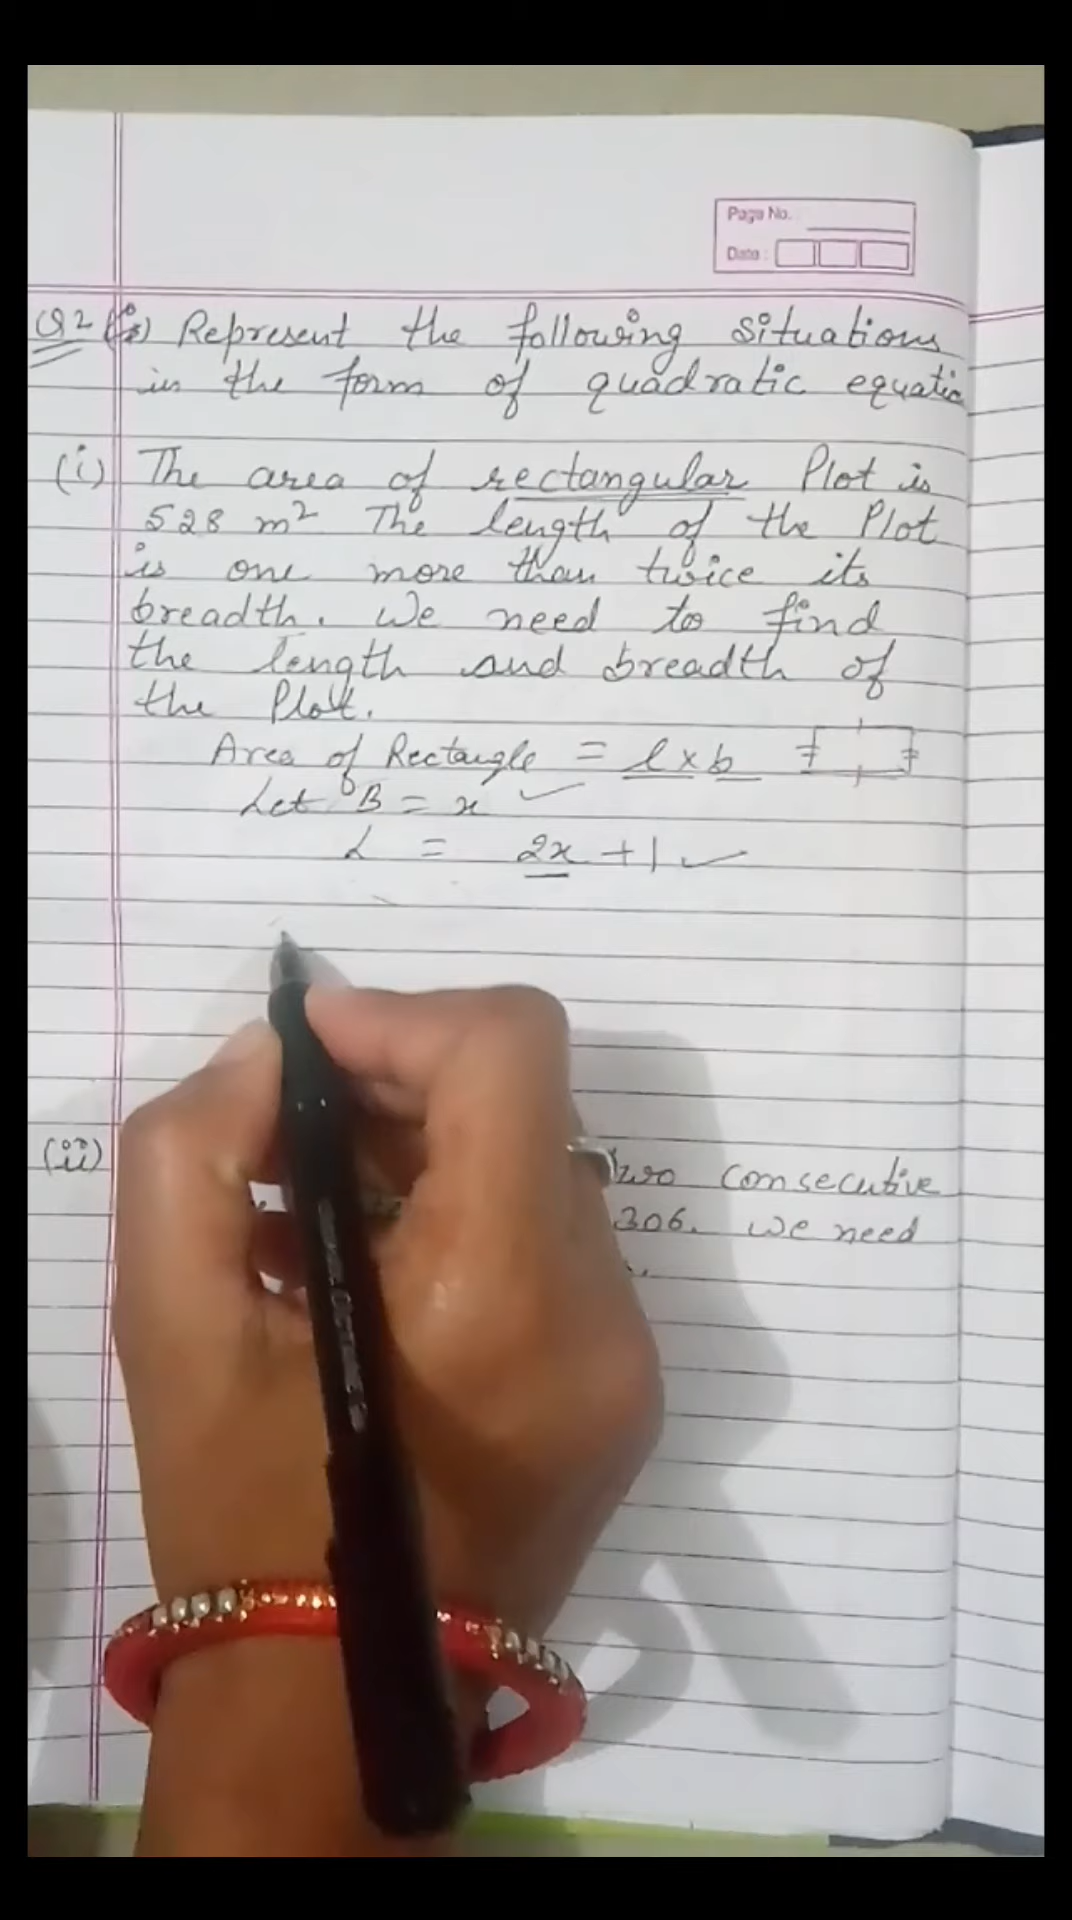 Page No.
Date :
Q2 (i) Represent the following situations
in the form of quadratic equatio
(i) The area of rectangular Plot is
528 m² The length of the Plot
is one more than twice its
breadth. We need to find
the length and breadth of
the Plot.
Area of Rectangle = l × b
Let B = x ✓
L = 2x + 1 ✓
(ii) two consecutive
306. We need